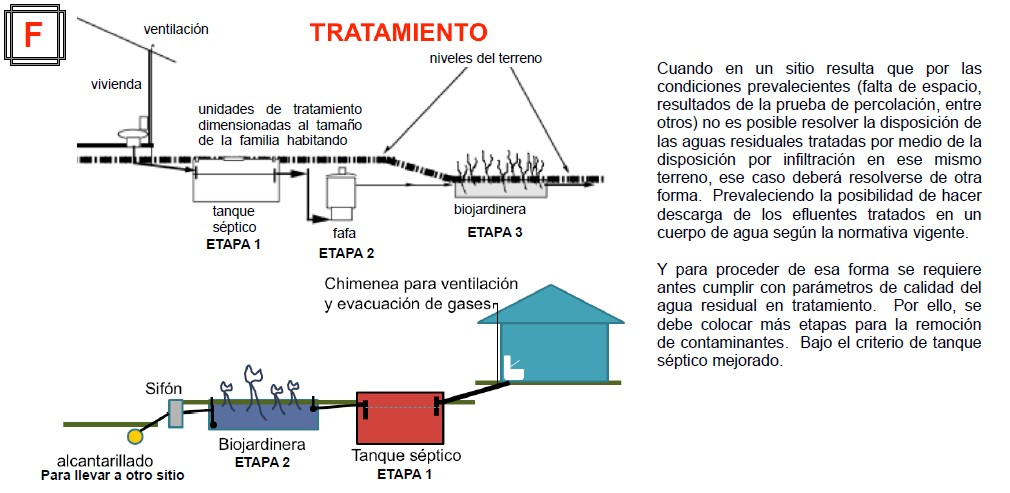 F
TRATAMIENTO
ventilación
niveles del terreno
vivienda
unidades de tratamiento
dimensionadas al tamaño
de la familia habitando
tanque
séptico
ETAPA 1
fafa
ETAPA 2
biojardinera
ETAPA 3
Chimenea para ventilación
y evacuación de gases
Sifón
alcantarillado
Para llevar a otro sitio
Biojardinera
ETAPA 2
Tanque séptico
ETAPA 1
Cuando en un sitio resulta que por las
condiciones prevalecientes (falta de espacio,
resultados de la prueba de percolación, entre
otros) no es posible resolver la disposición de
las aguas residuales tratadas por medio de la
disposición por infiltración en ese mismo
terreno, ese caso deberá resolverse de otra
forma. Prevaleciendo la posibilidad de hacer
descarga de los efluentes tratados en un
cuerpo de agua según la normativa vigente.
Y para proceder de esa forma se requiere
antes cumplir con parámetros de calidad del
agua residual en tratamiento. Por ello, se
debe colocar más etapas para la remoción
de contaminantes. Bajo el criterio de tanque
séptico mejorado.